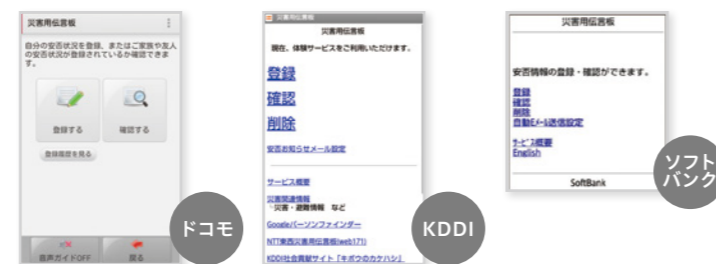 災害用伝言板
自分の安否状況を登録、またはご家族や友人
の安否状況が登録されているか確認できま
す。
登録する
確認する
登録履歴を見る
音声ガイドOFF
戻る
ドコモ
災害用伝言板
災害用伝言板
現在、体験サービスをご利用いただけます。
登録
確認
削除
安否お知らせメール設定
サービス概要
災害関連情報
災害・避難情報 など
Googleパーソンファインダー
NTT東西災害用伝言板(web171)
KDDI社会貢献サイト「キボウのカケハシ」
KDDI
災害用伝言板
安否情報の登録・確認ができます。
登録
確認
削除
自動Eメール送信設定
サービス概要
English
SoftBank
ソフト
バンク